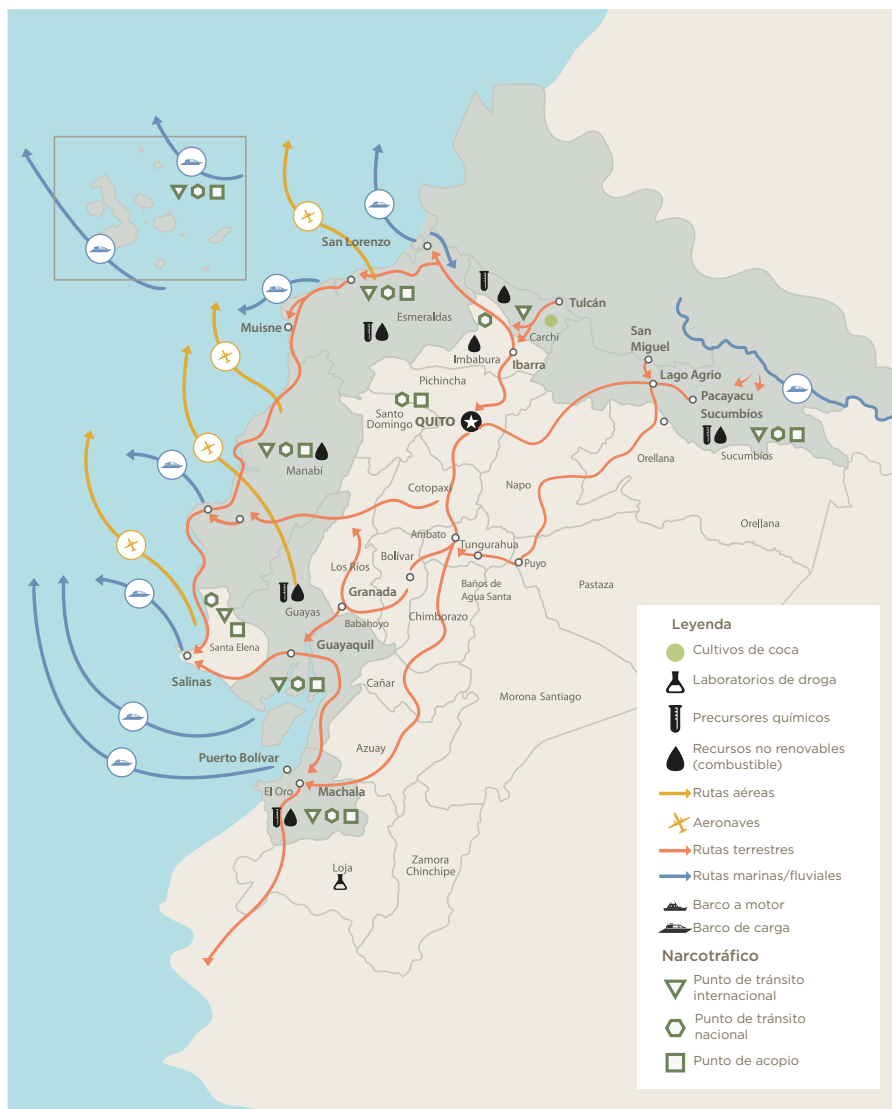 San Lorenzo
Muisne
Esmeraldas
Tulcán
Carchi
Imbabura
Ibarra
San
Miguel
Lago Agrio
Pacayacu
Sucumbíos
Sucumbíos
Pichincha
Santo
Domingo
QUITO
Orellana
Manabí
Cotopaxi
Napo
Orellana
Ambato
Tungurahua
Bolívar
Los Ríos
Puyo
Baños de
Agua Santa
Pastaza
Granada
Guayas
Babahoyo
Chimborazo
Santa Elena
Guayaquil
Salinas
Cañar
Morona Santiago
Azuay
Puerto Bolívar
El Oro
Machala
Zamora
Chinchipe
Loja
Leyenda
Cultivos de coca
Laboratorios de droga
Precursores químicos
Recursos no renovables
(combustible)
Rutas aéreas
Aeronaves
Rutas terrestres
Rutas marinas/fluviales
Barco a motor
Barco de carga
Narcotráfico
Punto de tránsito
internacional
Punto de tránsito
nacional
Punto de acopio